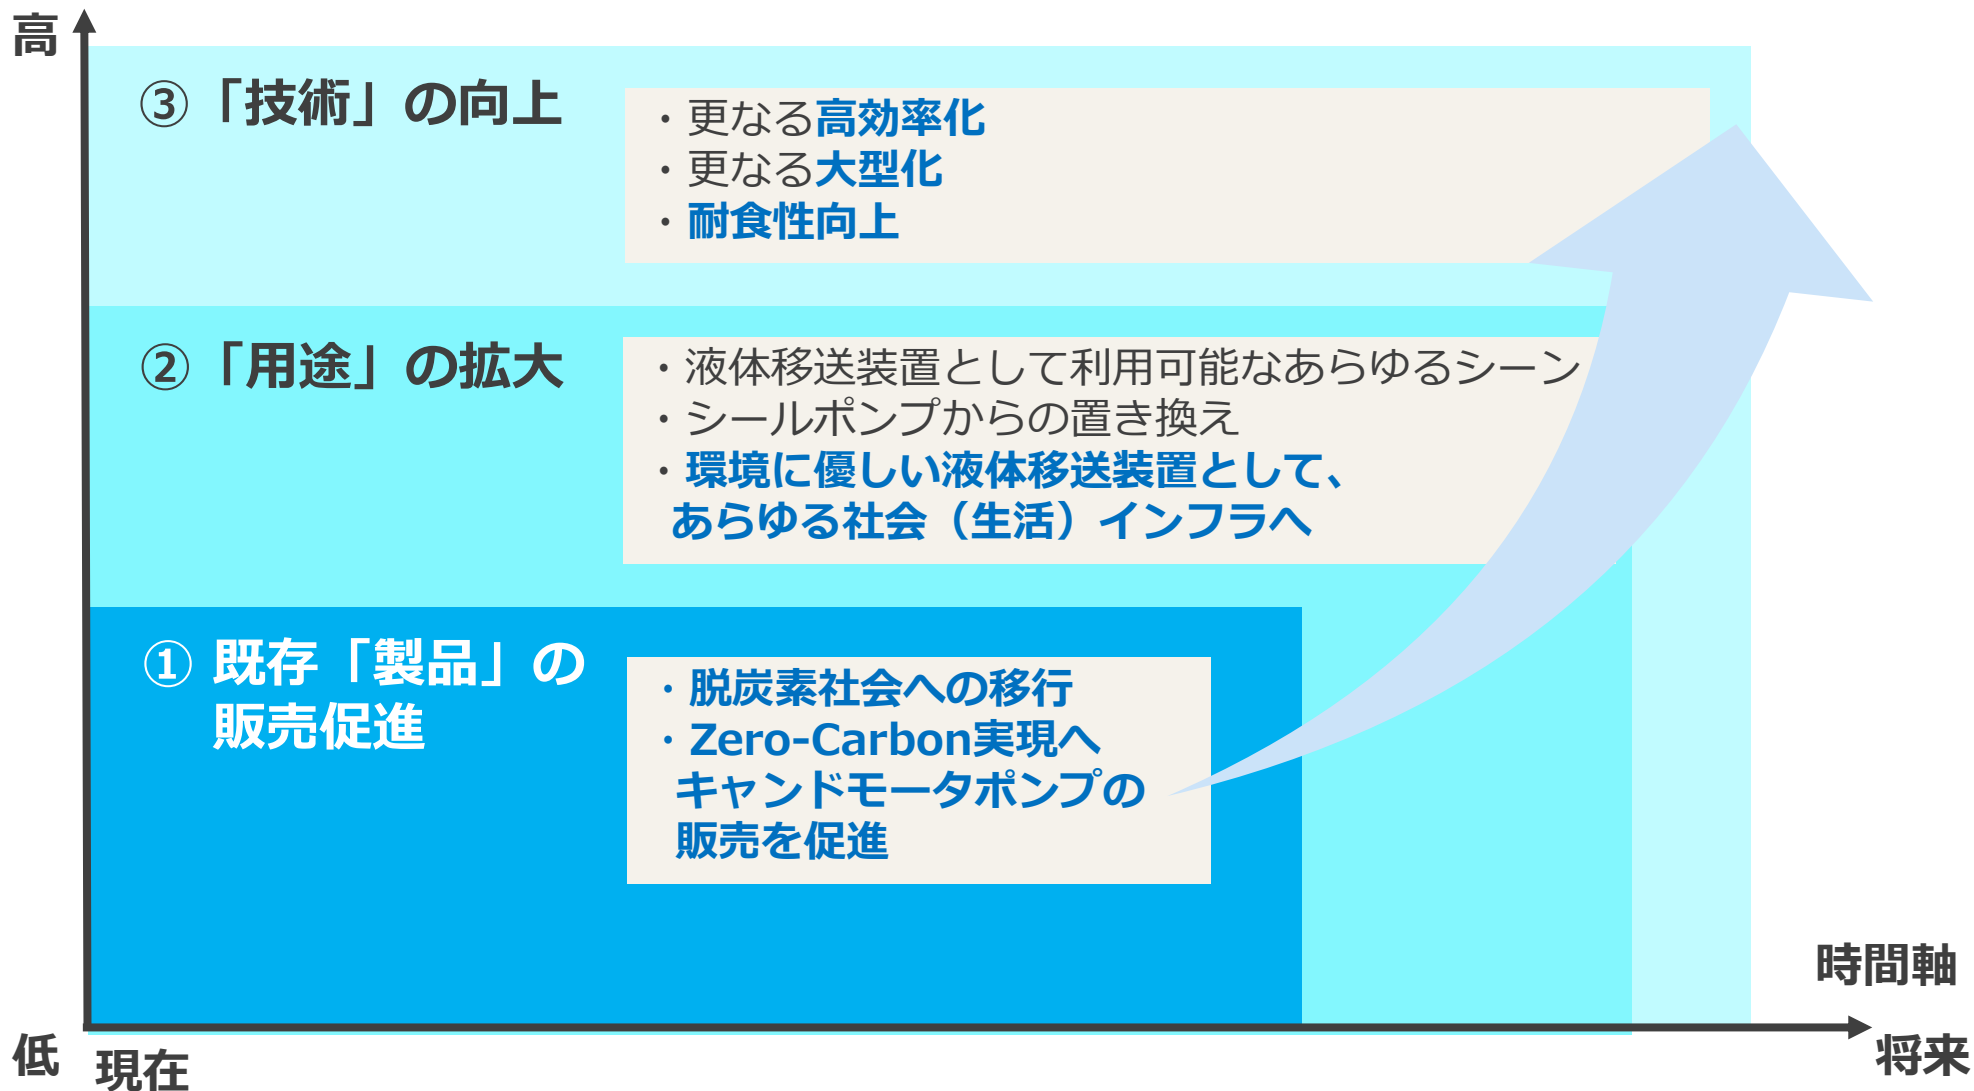 高
③「技術」の向上
・更なる高効率化
・更なる大型化
・耐食性向上
②「用途」の拡大
・液体移送装置として利用可能なあらゆるシーン
・シールポンプからの置き換え
・環境に優しい液体移送装置として、
あらゆる社会（生活）インフラへ
① 既存「製品」の
販売促進
・脱炭素社会への移行
・Zero-Carbon実現へ
キャンドモータポンプの
販売を促進
時間軸
低
現在
将来